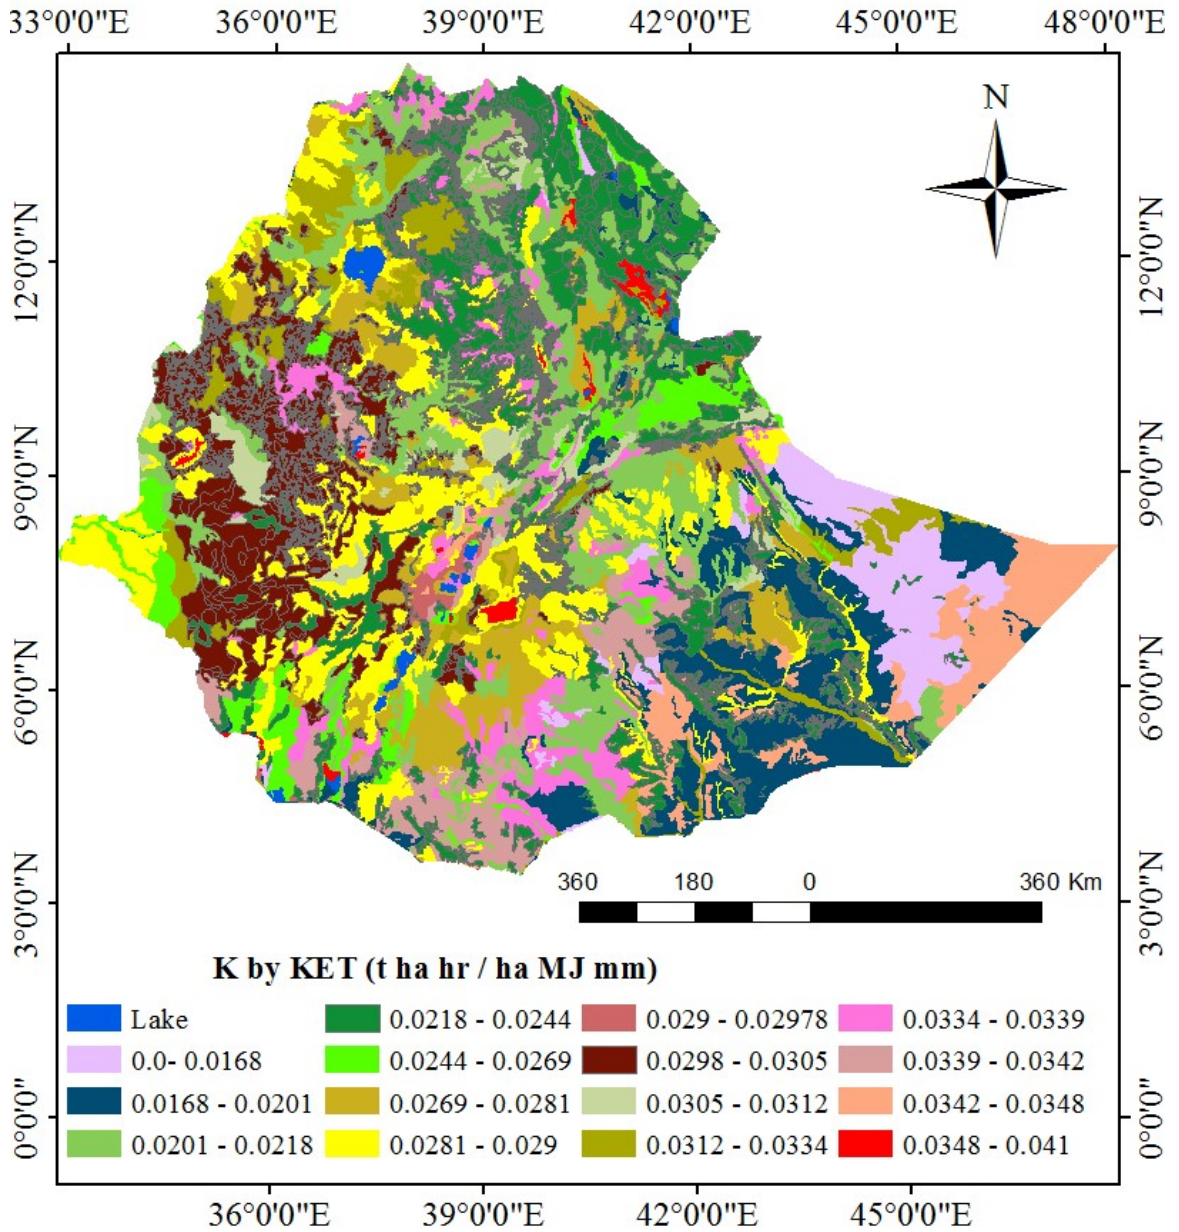 33°0'0"E 36°0'0"E 39°0'0"E 42°0'0"E 45°0'0"E 48°0'0"E
N
12°0'0"N 12°0'0"N
9°0'0"N 9°0'0"N
6°0'0"N 6°0'0"N
3°0'0"N 3°0'0"N
0°0'0" 0°0'0"
360 180 0 360 Km
K by KET (t ha hr / ha MJ mm)
Lake 0.0218 - 0.0244 0.029 - 0.02978 0.0334 - 0.0339
0.0- 0.0168 0.0244 - 0.0269 0.0298 - 0.0305 0.0339 - 0.0342
0.0168 - 0.0201 0.0269 - 0.0281 0.0305 - 0.0312 0.0342 - 0.0348
0.0201 - 0.0218 0.0281 - 0.029 0.0312 - 0.0334 0.0348 - 0.041
36°0'0"E 39°0'0"E 42°0'0"E 45°0'0"E